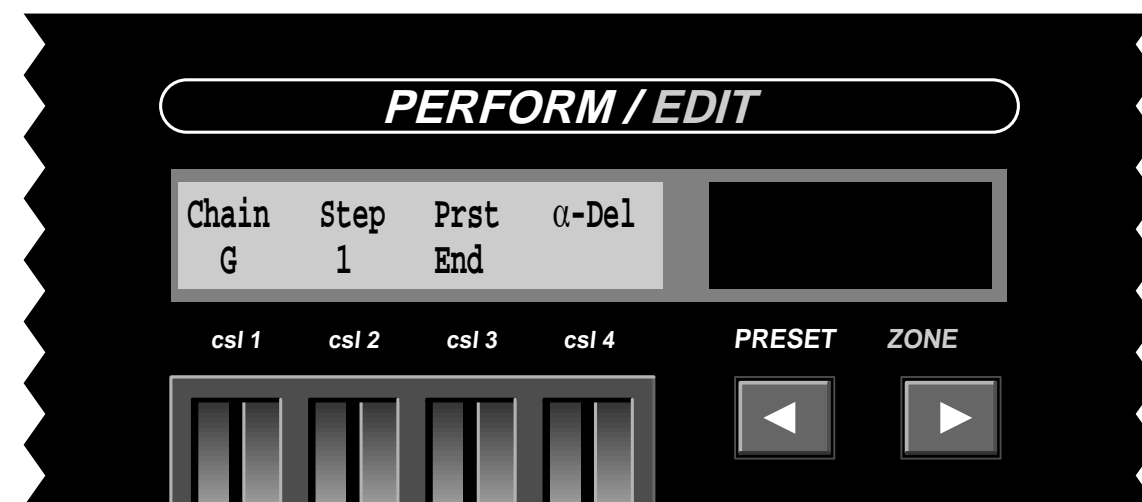 PERFORM / EDIT
Chain Step Prst α-Del
G 1 End
csl 1 csl 2 csl 3 csl 4 PRESET ZONE